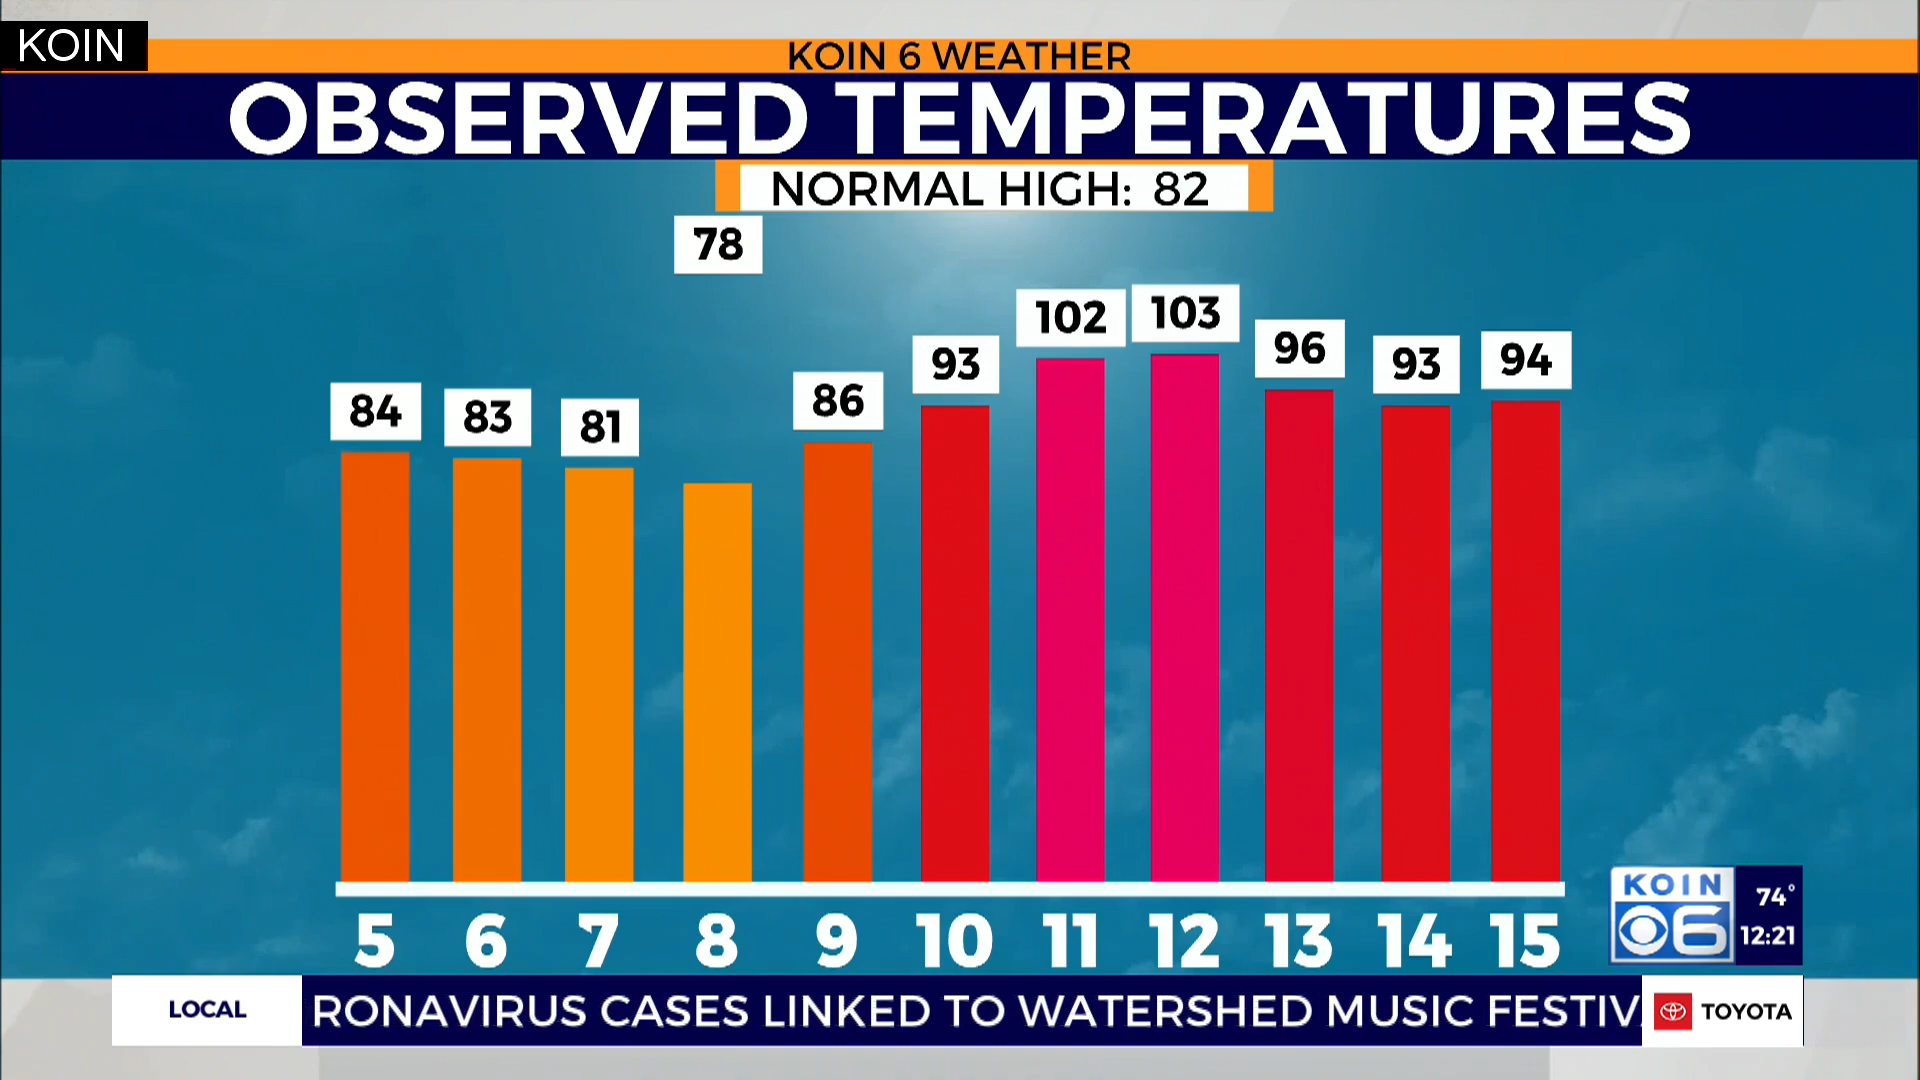 KOIN
KOIN 6 WEATHER
OBSERVED TEMPERATURES
NORMAL HIGH: 82
84 83 81 78 86 93 102 103 96 93 94
5 6 7 8 9 10 11 12 13 14 15
KOIN
6
74°
12:21
LOCAL
RONAVIRUS CASES LINKED TO WATERSHED MUSIC FESTIV
TOYOTA